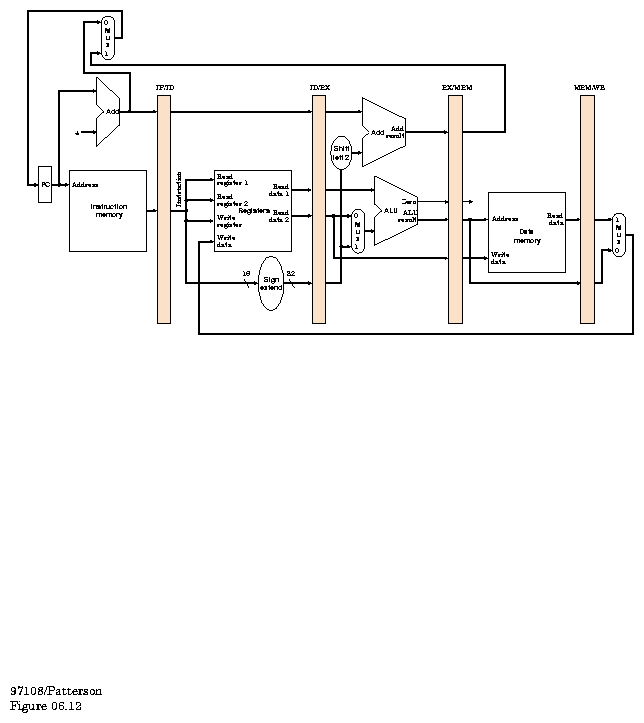 0
M
u
x
1
IF/ID
ID/EX
EX/MEM
MEM/WB
Add
4
Add Add
result
Shift
left 2
PC
Address
Instruction
memory
Instruction
Read
register 1
Read
register 2
Write
register
Write
data
Registers
Read
data 1
Read
data 2
16
Sign
extend
32
0
M
u
x
1
Zero
ALU ALU
result
Address
Write
data
Data
memory
Read
data
1
M
u
x
0
97108/Patterson
Figure 06.12